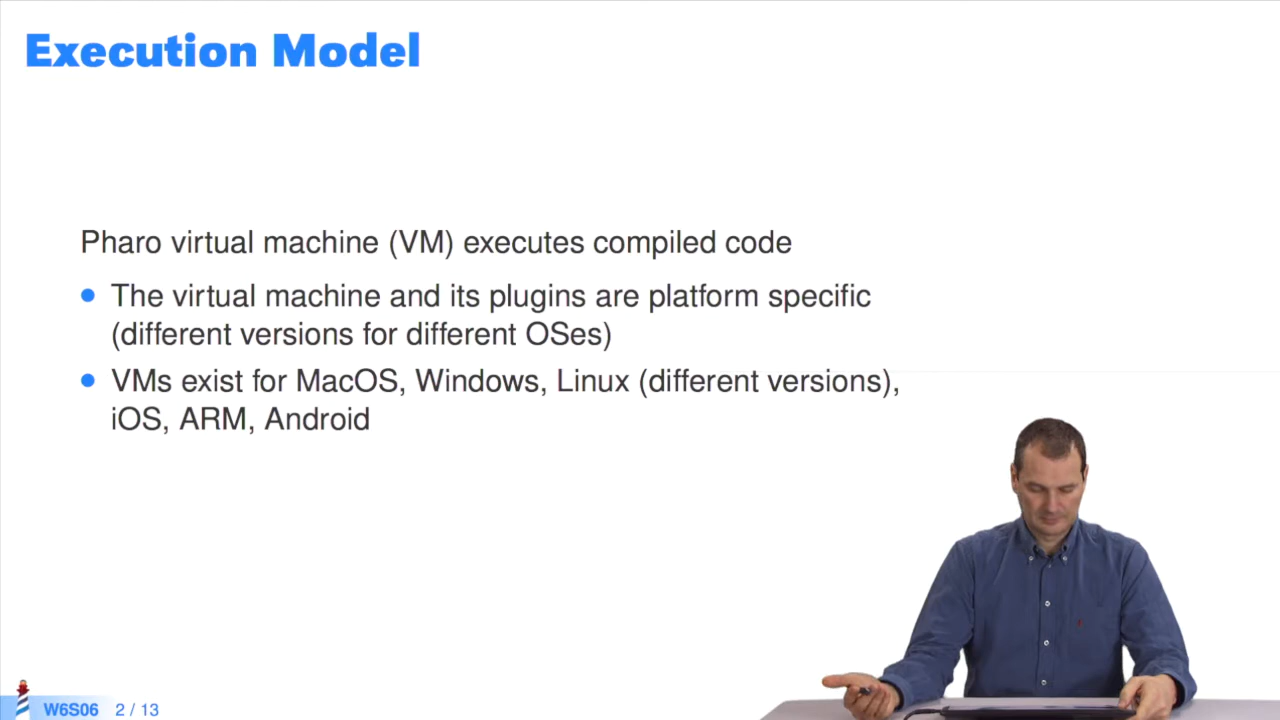 Execution Model
Pharo virtual machine (VM) executes compiled code
The virtual machine and its plugins are platform specific
(different versions for different OSes)
VMs exist for MacOS, Windows, Linux (different versions),
iOS, ARM, Android
W6S06 2 / 13